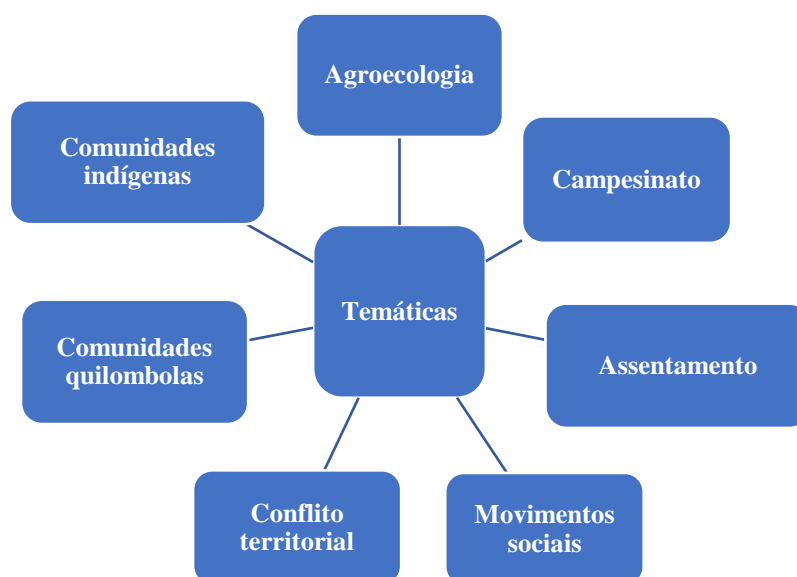 Agroecologia
Comunidades
indígenas
Campesinato
Temáticas
Comunidades
quilombolas
Assentamento
Conflito
territorial
Movimentos
sociais